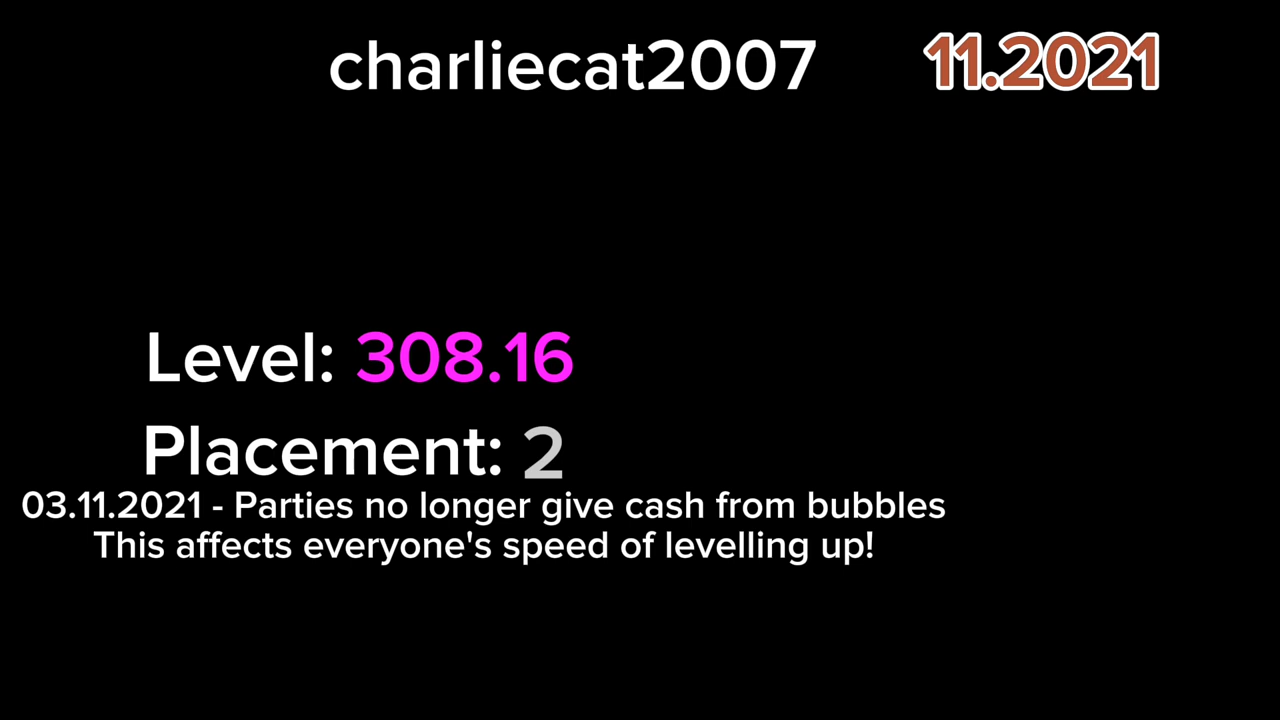 charliecat2007 11.2021
Level: 308.16
Placement: 2
03.11.2021 - Parties no longer give cash from bubbles
This affects everyone's speed of levelling up!